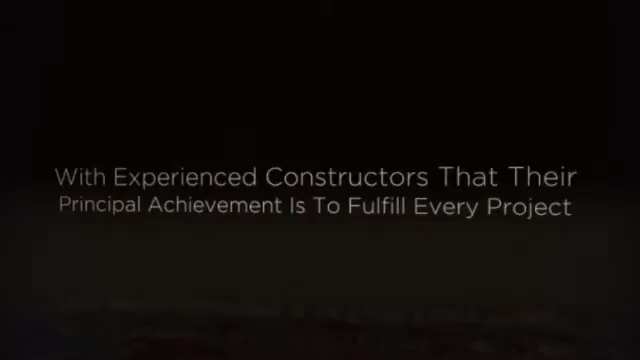 With Experienced Constructors That Their
Principal Achievement Is To Fulfill Every Project